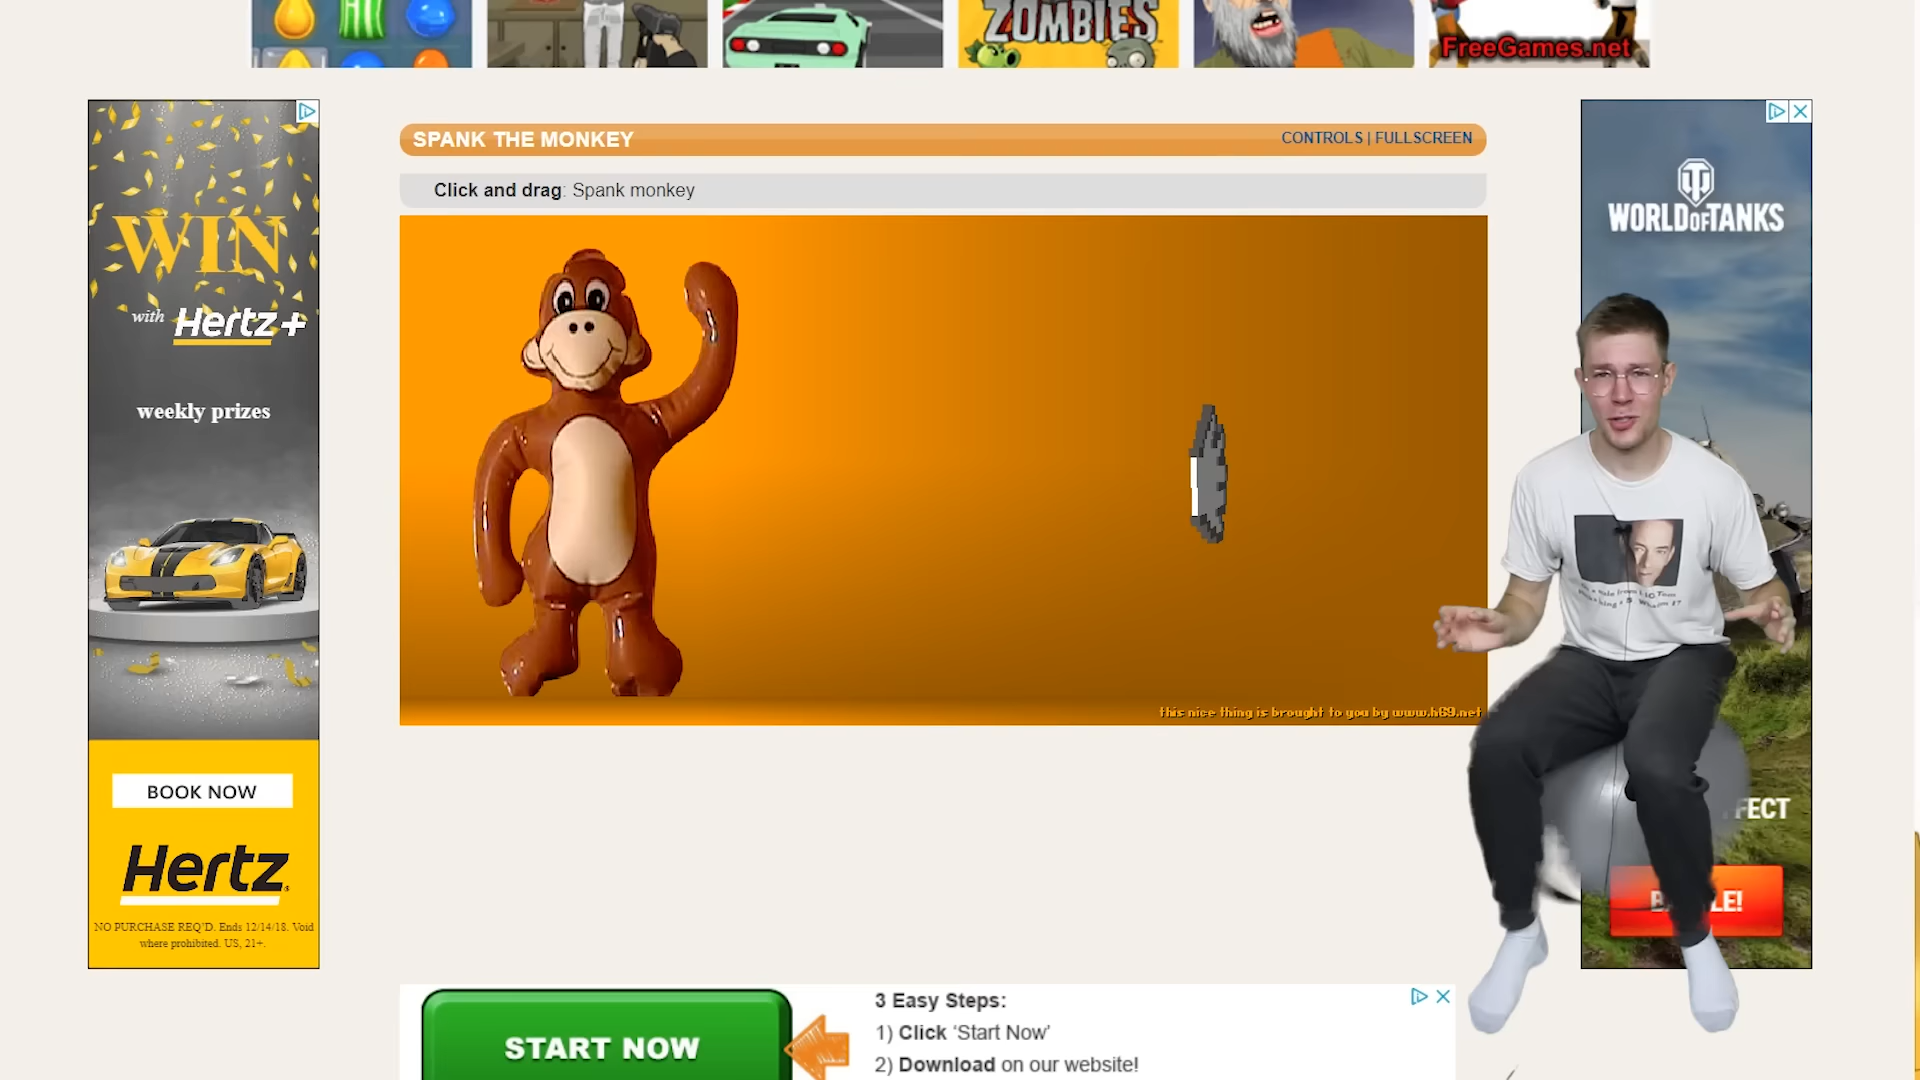 ZOMBIES
FreeGames.net
SPANK THE MONKEY
CONTROLS | FULLSCREEN
Click and drag: Spank monkey
WIN
with Hertz+
weekly prizes
BOOK NOW
Hertz
NO PURCHASE REQ'D. Ends 12/14/18. Void
where prohibited. US, 21+.
this nice thing is brought to you by www.h69.net
WORLD OF TANKS
START NOW
3 Easy Steps:
1) Click 'Start Now'
2) Download on our website!